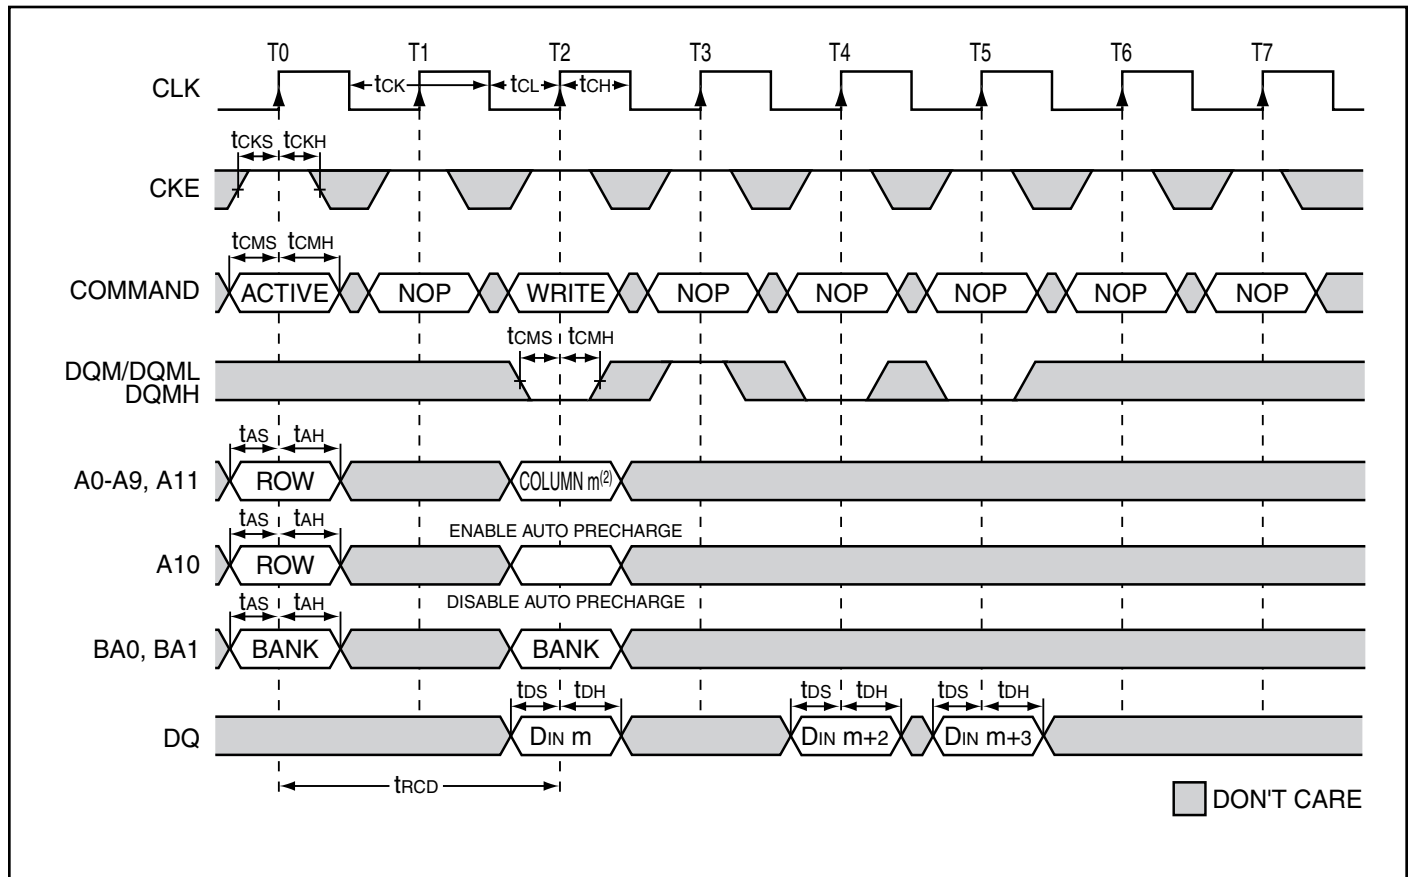 T0 T1 T2 T3 T4 T5 T6 T7
CLK tCK tCL tCH
tCKS tCKH
CKE
tCMS tCMH
COMMAND ACTIVE NOP WRITE NOP NOP NOP NOP NOP
tCMS tCMH
DQM/DQML
DQMH
tAS tAH
A0-A9, A11 ROW COLUMN m(2)
tAS tAH ENABLE AUTO PRECHARGE
A10 ROW
tAS tAH DISABLE AUTO PRECHARGE
BA0, BA1 BANK BANK
tDS tDH tDS tDH tDS tDH
DQ DIN m DIN m+2 DIN m+3
tRCD
DON'T CARE